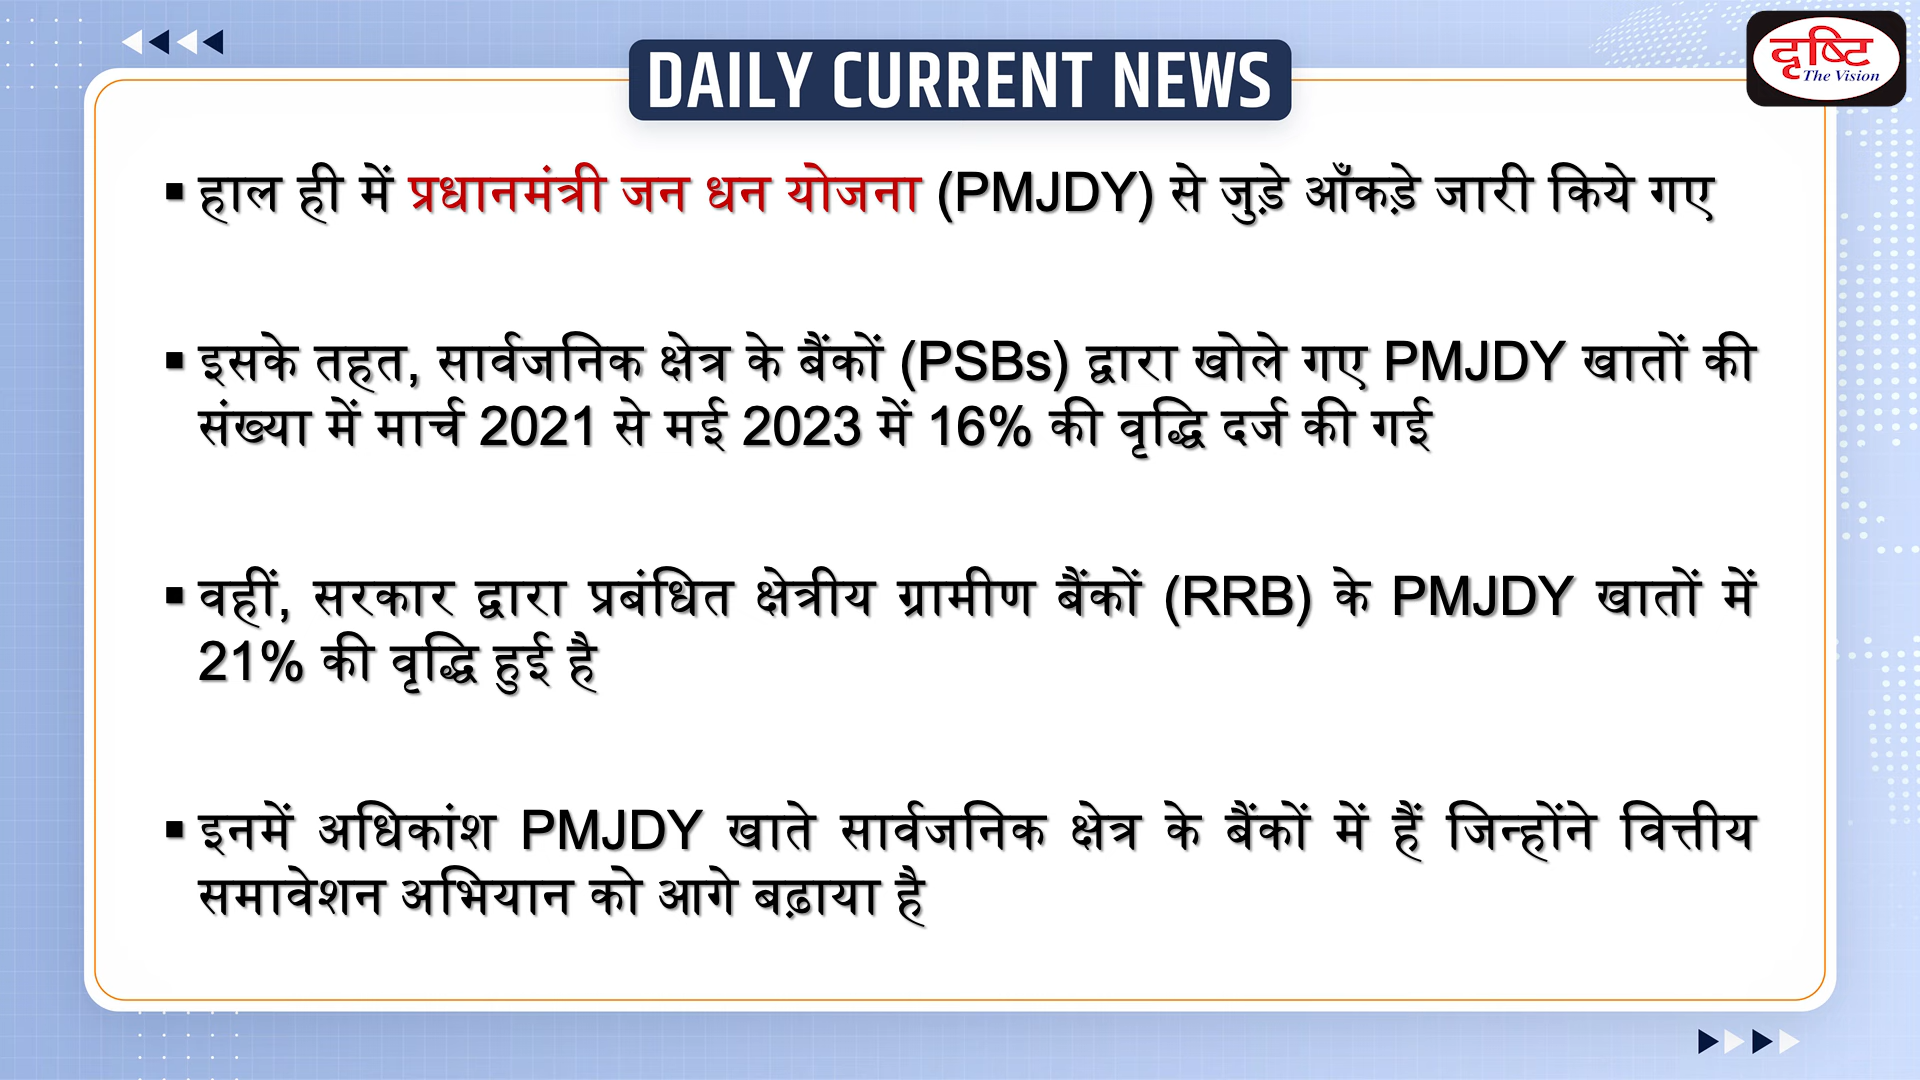 DAILY CURRENT NEWS
दृष्टि
The Vision
▪ हाल ही में प्रधानमंत्री जन धन योजना (PMJDY) से जुड़े आँकड़े जारी किये गए
▪ इसके तहत, सार्वजनिक क्षेत्र के बैंकों (PSBs) द्वारा खोले गए PMJDY खातों की
संख्या में मार्च 2021 से मई 2023 में 16% की वृद्धि दर्ज की गई
▪ वहीं, सरकार द्वारा प्रबंधित क्षेत्रीय ग्रामीण बैंकों (RRB) के PMJDY खातों में
21% की वृद्धि हुई है
▪ इनमें अधिकांश PMJDY खाते सार्वजनिक क्षेत्र के बैंकों में हैं जिन्होंने वित्तीय
समावेशन अभियान को आगे बढ़ाया है